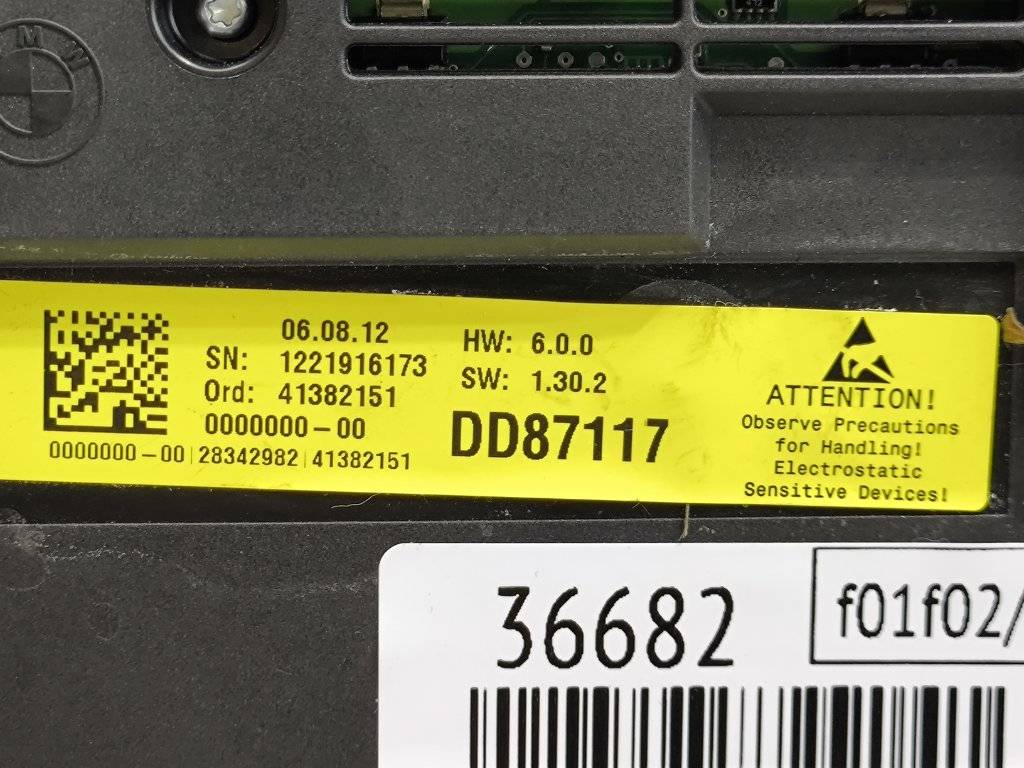 BMW
06.08.12
SN: 1221916173
Ord: 41382151
0000000-00
0000000-00|28342982|41382151
HW: 6.0.0
SW: 1.30.2
DD87117
ATTENTION!
Observe Precautions
for Handling!
Electrostatic
Sensitive Devices!
36682
f01f02/